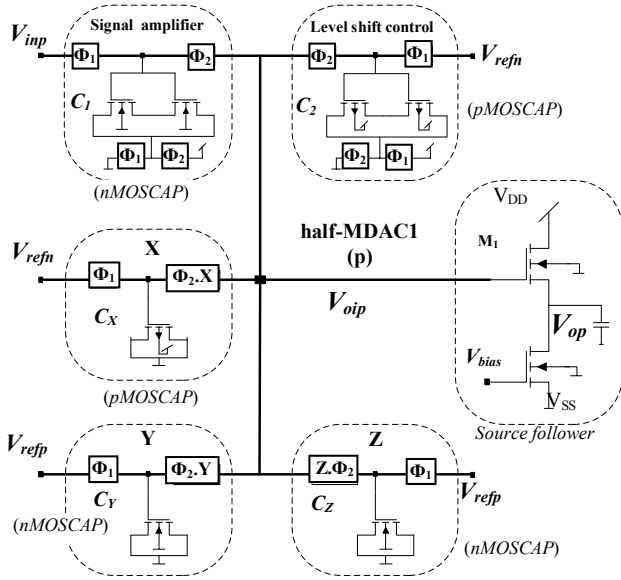 Signal amplifier
Level shift control
V_inp
Φ1
Φ2
Φ2
Φ1
V_refn
C_1
C_2
(pMOSCAP)
Φ1
Φ2
Φ2
Φ1
(nMOSCAP)
X
half-MDAC1
(p)
V_DD
M1
V_refn
Φ1
Φ2.X
V_oip
V_op
C_X
V_bias
(pMOSCAP)
V_SS
Source follower
Y
Z
V_refp
Φ1
Φ2.Y
Z.Φ2
Φ1
V_refp
C_Y
C_Z
(nMOSCAP)
(nMOSCAP)